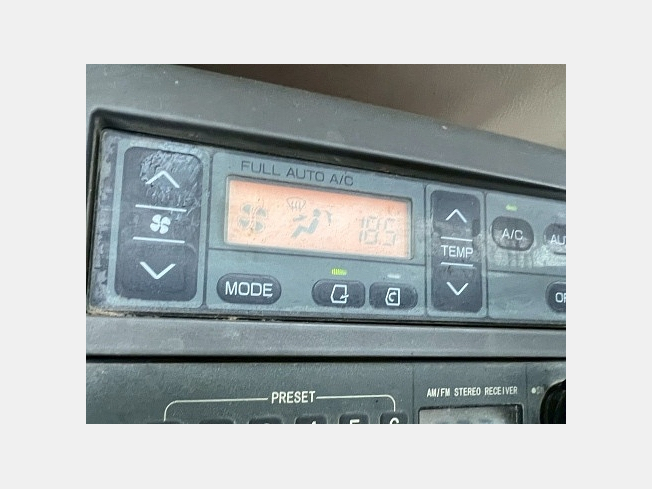 FULL AUTO A/C
18.5
TEMP
A/C
MODE
PRESET
AM/FM STEREO RECEIVER